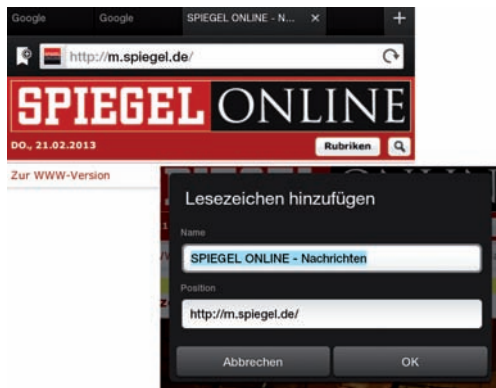 Google Google SPIEGEL ONLINE - N... ×
http://m.spiegel.de/
SPIEGEL ONLINE
DO., 21.02.2013 Rubriken
Zur WWW-Version
Lesezeichen hinzufügen
Name
SPIEGEL ONLINE - Nachrichten
Position
http://m.spiegel.de/
Abbrechen OK